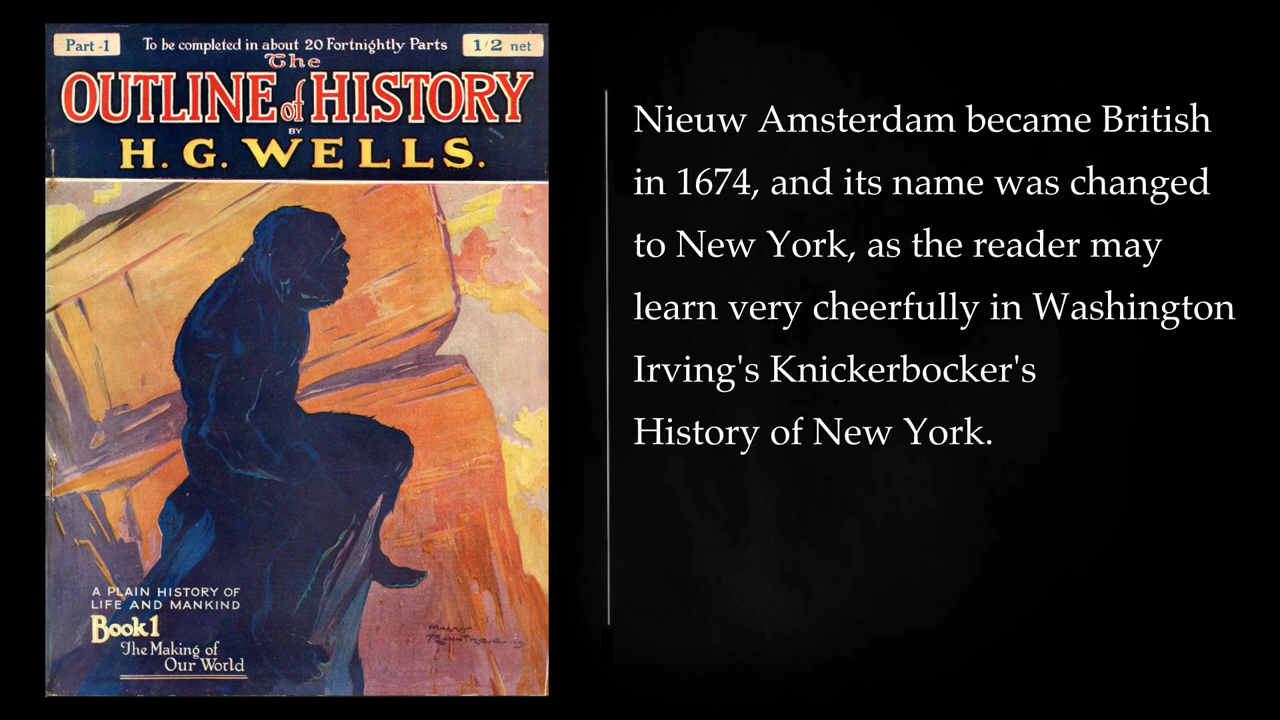 Part -1
To be completed in about 20 Fortnightly Parts
1/2 net
The
OUTLINE of HISTORY
BY
H. G. WELLS.
A PLAIN HISTORY OF
LIFE AND MANKIND
Book 1
The Making of
Our World
Nieuw Amsterdam became British
in 1674, and its name was changed
to New York, as the reader may
learn very cheerfully in Washington
Irving's Knickerbocker's
History of New York.